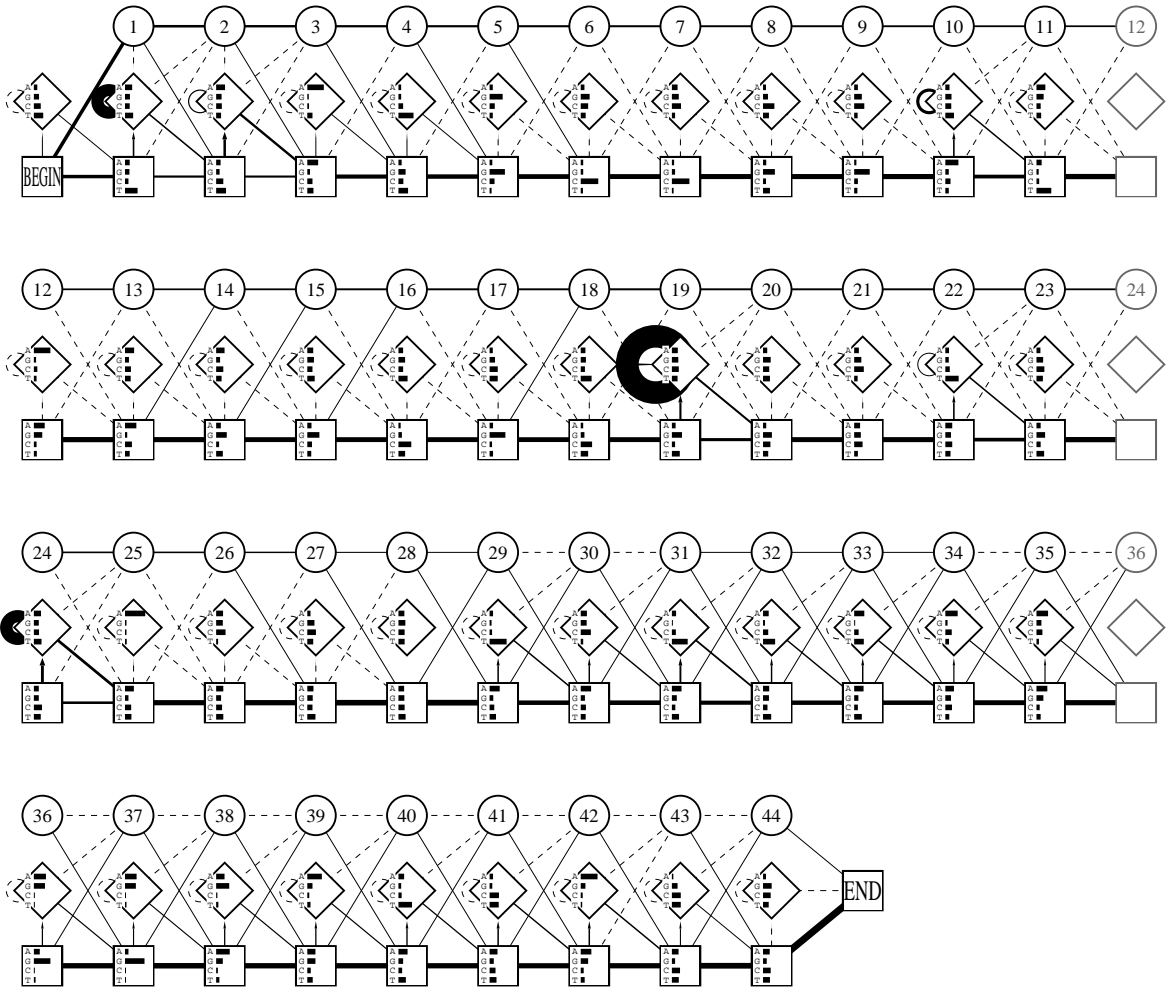 1 2 3 4 5 6 7 8 9 10 11 12
A A A A A A A A A A A A
G G G G G G G G G G G G
C C C C C C C C C C C C
T T T T T T T T T T T T
A A A A A A A A A A A
G G G G G G G G G G G
BEGIN
C C C C C C C C C C C
T T T T T T T T T T T
12 13 14 15 16 17 18 19 20 21 22 23 24
A A A A A A A A A A A A
G G G G G G G G G G G G
C C C C C C C C C C C C
T T T T T T T T T T T T
A A A A A A A A A A A A
G G G G G G G G G G G G
C C C C C C C C C C C C
T T T T T T T T T T T T
24 25 26 27 28 29 30 31 32 33 34 35 36
A A A A A A A A A A A A
G G G G G G G G G G G G
C C C C C C C C C C C C
T T T T T T T T T T T T
A A A A A A A A A A A A
G G G G G G G G G G G G
C C C C C C C C C C C C
T T T T T T T T T T T T
36 37 38 39 40 41 42 43 44
A A A A A A A A A
G G G G G G G G G
END
C C C C C C C C C
T T T T T T T T T
A A A A A A A A A
G G G G G G G G G
C C C C C C C C C
T T T T T T T T T